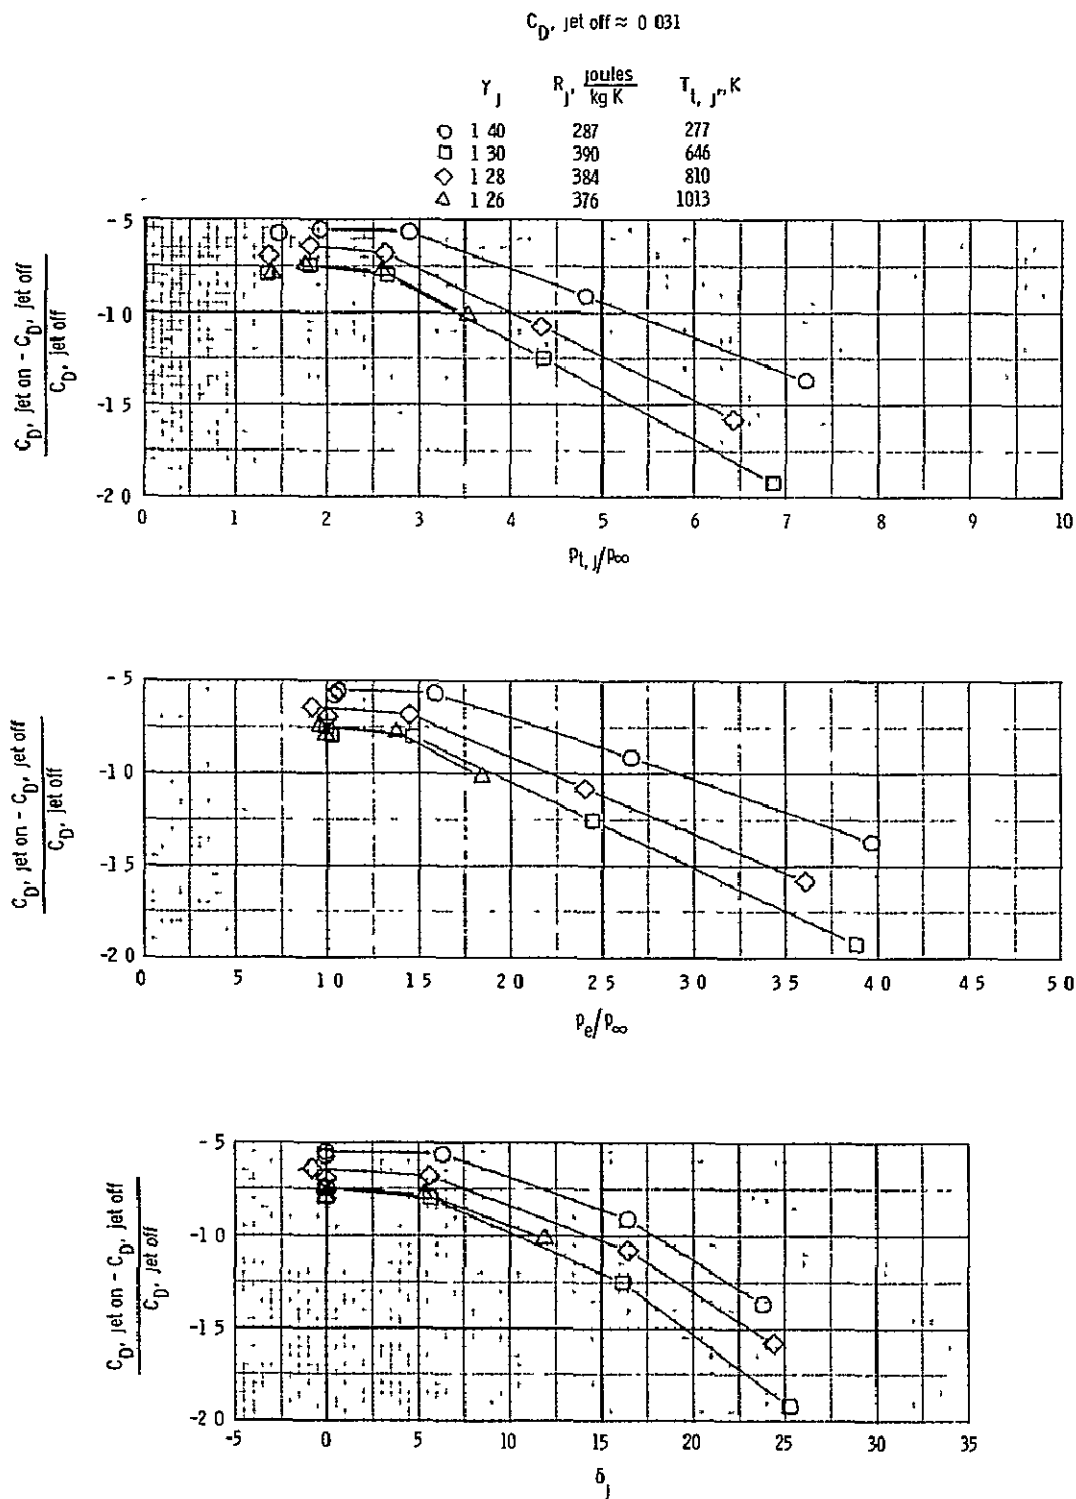 C_D, jet off ≈ 0 031
γ_j R_j, joules/kg K T_t, j, K
1 40 287 277
1 30 390 646
1 28 384 810
1 26 376 1013
C_D, jet on - C_D, jet off
C_D, jet off
- 5
-1 0
-1 5
-2 0
0 1 2 3 4 5 6 7 8 9 10
p_t, j/p_∞
C_D, jet on - C_D, jet off
C_D, jet off
- 5
-1 0
-1 5
-2 0
0 5 1 0 1 5 2 0 2 5 3 0 3 5 4 0 4 5 5 0
p_e/p_∞
C_D, jet on - C_D, jet off
C_D, jet off
- 5
-1 0
-1 5
-2 0
-5 0 5 10 15 20 25 30 35
δ_j